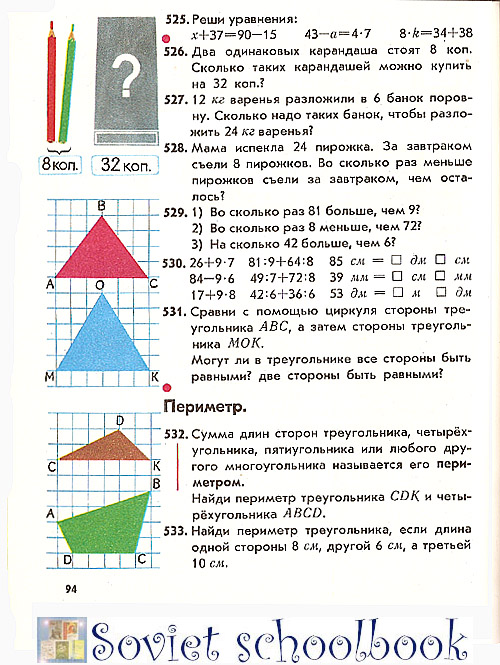 525. Реши уравнения:
x+37=90−15 43−a=4·7 8·k=34+38
526. Два одинаковых карандаша стоят 8 коп.
Сколько таких карандашей можно купить
на 32 коп.?
527. 12 кг варенья разложили в 6 банок поров-
ну. Сколько надо таких банок, чтобы разло-
жить 24 кг варенья?
528. Мама испекла 24 пирожка. За завтраком
съели 8 пирожков. Во сколько раз меньше
пирожков съели за завтраком, чем оста-
лось?
529. 1) Во сколько раз 81 больше, чем 9?
2) Во сколько раз 8 меньше, чем 72?
3) На сколько 42 больше, чем 6?
530. 26+9·7 81:9+64:8 85 см = □ дм □ см
84−9·6 49:7+72:8 39 мм = □ см □ мм
17+9·8 42:6+36:6 53 дм = □ м □ дм
531. Сравни с помощью циркуля стороны тре-
угольника ABC, а затем стороны треуголь-
ника МОК.
Могут ли в треугольнике все стороны быть
равными? две стороны быть равными?
Периметр.
532. Сумма длин сторон треугольника, четырёх-
угольника, пятиугольника или любого дру-
гого многоугольника называется его пери-
метром.
Найди периметр треугольника CDK и четы-
рёхугольника ABCD.
533. Найди периметр треугольника, если длина
одной стороны 8 см, другой 6 см, а третьей
10 см.
?
8 коп. 32 коп.
B
A C
O
M K
D
C K
B
A
D C
94
Soviet schoolbook